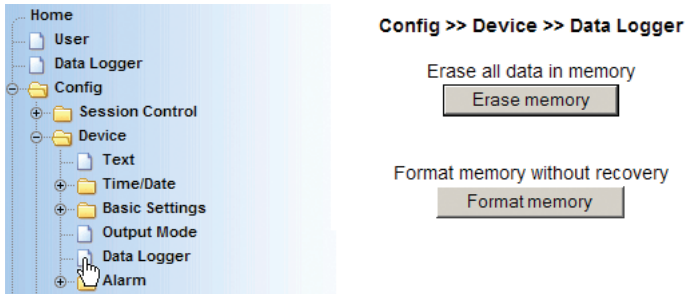 Home
User
Data Logger
Config
Session Control
Device
Text
Time/Date
Basic Settings
Output Mode
Data Logger
Alarm
Config >> Device >> Data Logger
Erase all data in memory
Erase memory
Format memory without recovery
Format memory